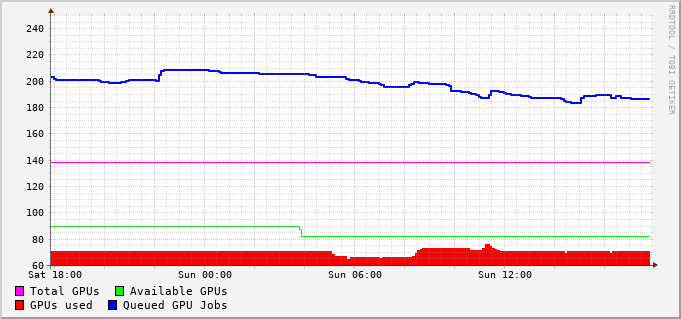 RRDTOOL / TOBI OETIKER
240
220
200
180
160
140
120
100
80
60
Sat 18:00 Sun 00:00 Sun 06:00 Sun 12:00
Total GPUs Available GPUs
GPUs used Queued GPU Jobs